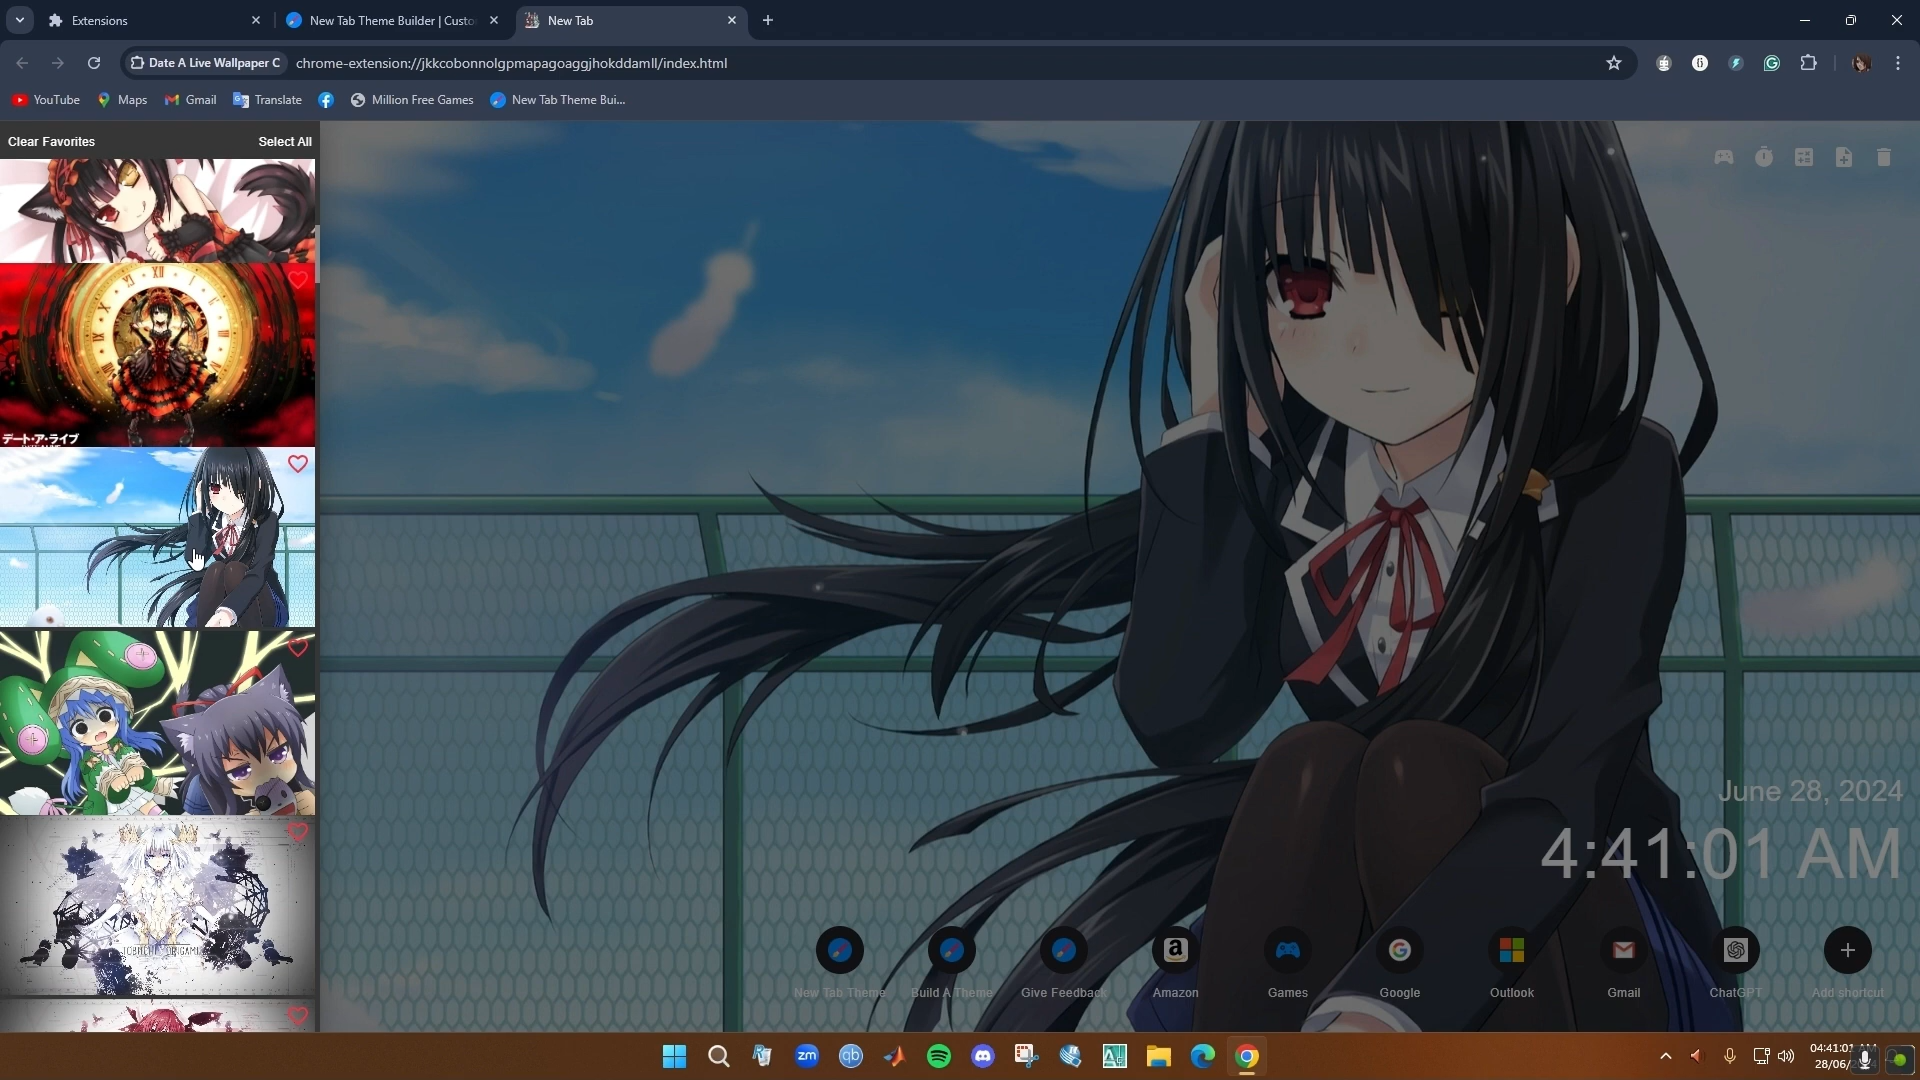 Extensions
New Tab Theme Builder | Custo
New Tab
Date A Live Wallpaper C
chrome-extension://jkkcobonnolgpmapagoaggjhokddamll/index.html
YouTube
Maps
Gmail
Translate
Million Free Games
New Tab Theme Bui...
Clear Favorites
Select All
デート・ア・ライブ
June 28, 2024
4:41:01 AM
New Tab Theme
Build A Theme
Give Feedback
Amazon
Games
Google
Outlook
Gmail
ChatGPT
Add shortcut
zm
qb
04:41:01 AM
28/06/